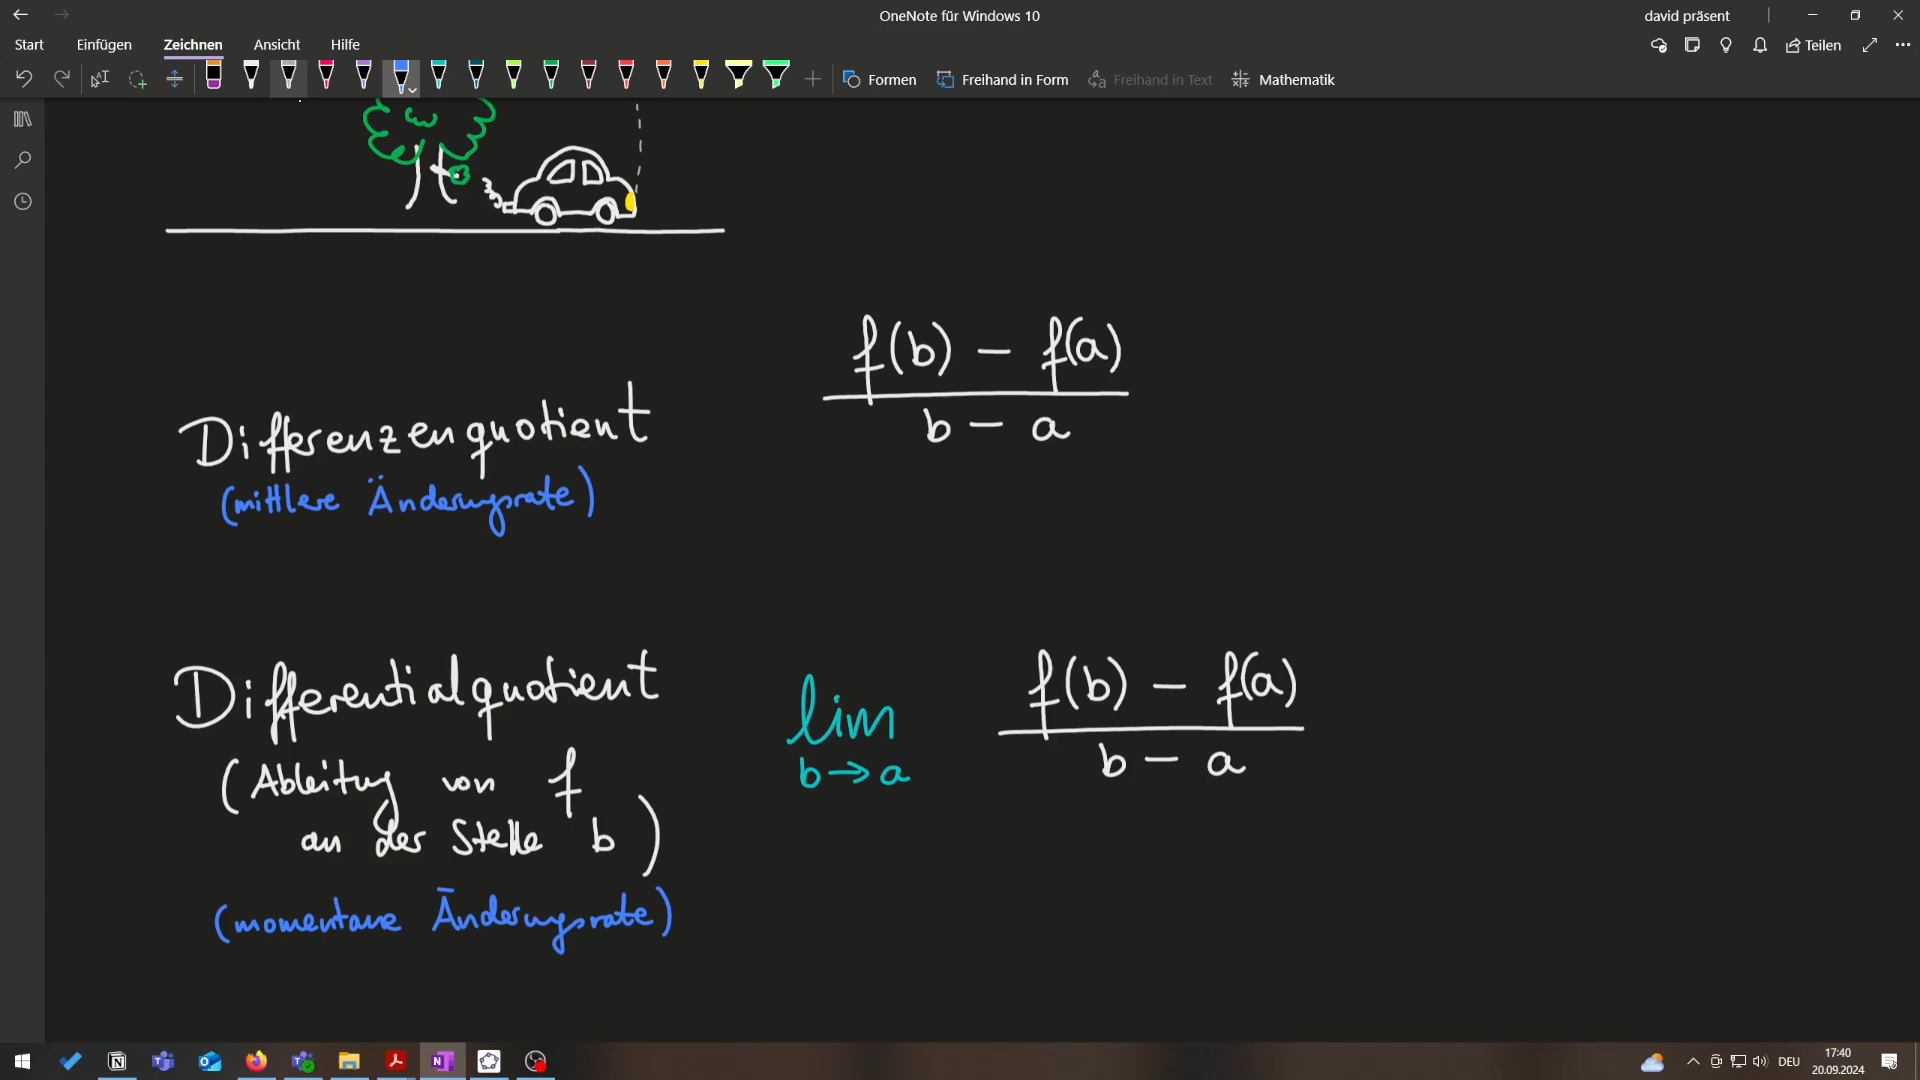 OneNote für Windows 10
david präsent
Start Einfügen Zeichnen Ansicht Hilfe
Teilen
Formen Freihand in Form Freihand in Text Mathematik
f(b) - f(a)
b - a
Differenzenquotient
(mittlere Änderungsrate)
Differentialquotient
lim
b → a
f(b) - f(a)
b - a
(Ableitung von f
an der Stelle b)
(momentane Änderungsrate)
DEU
17:40
20.09.2024